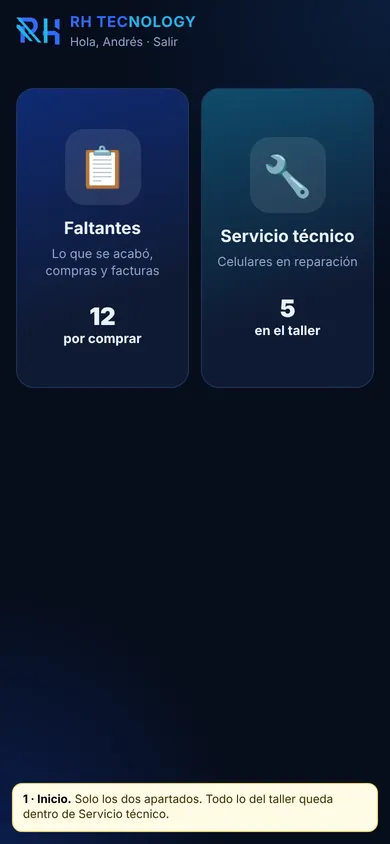 RH
RH TECNOLOGY
Hola, Andrés · Salir
Faltantes
Lo que se acabó,
compras y facturas
12
por comprar
Servicio técnico
Celulares en reparación
5
en el taller
1 · Inicio. Solo los dos apartados. Todo lo del taller queda
dentro de Servicio técnico.